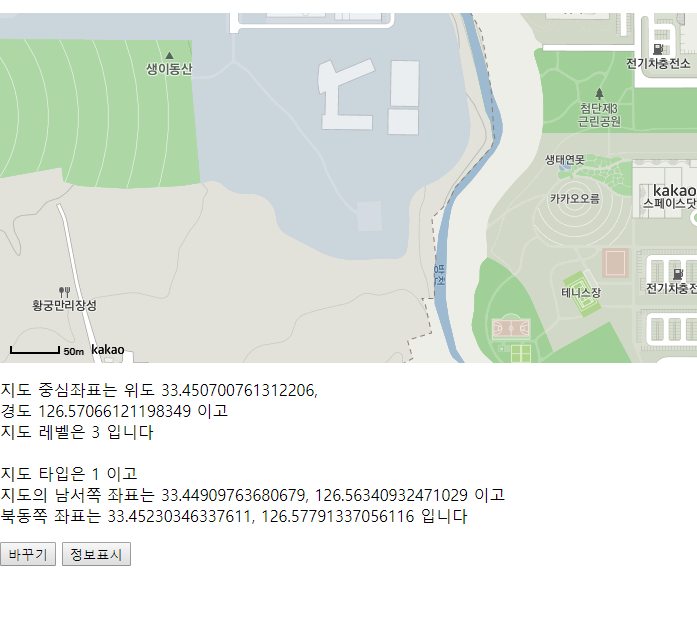 생이동산
전기차충전소
첨단제3
근린공원
생태연못
카카오오름
kakao
스페이스닷
전기차충전
테니스장
황궁만리장성
50m kakao
지도 중심좌표는 위도 33.450700761312206,
경도 126.57066121198349 이고
지도 레벨은 3 입니다
지도 타입은 1 이고
지도의 남서쪽 좌표는 33.44909763680679, 126.56340932471029 이고
북동쪽 좌표는 33.45230346337611, 126.57791337056116 입니다
바꾸기 정보표시